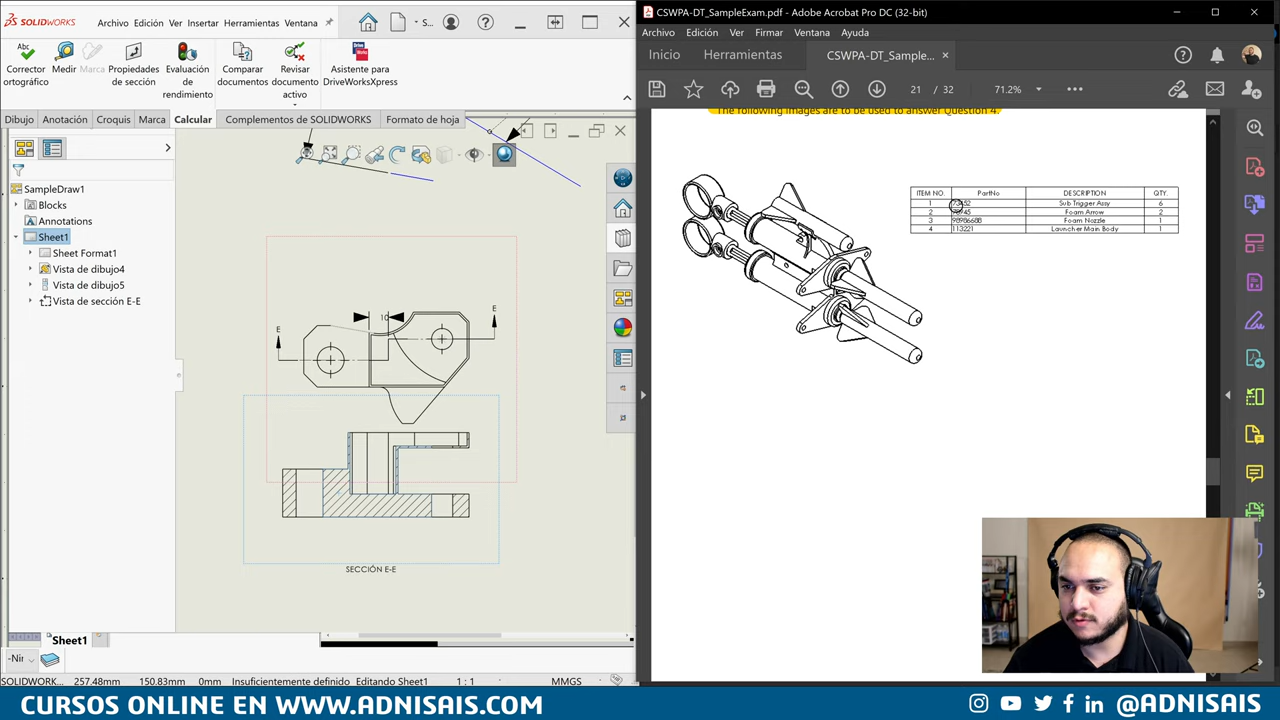 SOLIDWORKS
Archivo Edición Ver Insertar Herramientas Ventana
S...
Corrector ortográfico
Medir
Marca
Propiedades de sección
Evaluación de rendimiento
Comparar documentos
Revisar documento activo
Asistente para DriveWorksXpress
Dibujo Anotación Croquis Marca Calcular Complementos de SOLIDWORKS Formato de hoja
SampleDraw1
Blocks
Annotations
Sheet1
Sheet Format1
Vista de dibujo4
Vista de dibujo5
Vista de sección E-E
10
E
E
SECCIÓN E-E
Sheet1
-Nir
SOLIDWORKS 257.48mm 150.83mm 0mm Insuficientemente definido Editando Sheet1 1 : 1 MMGS
CSWPA-DT_SampleExam.pdf - Adobe Acrobat Pro DC (32-bit)
Archivo Edición Ver Firmar Ventana Ayuda
Inicio Herramientas CSWPA-DT_Sample... ×
21 / 32 71.2%
The following images are to be used to answer Question 4.
ITEM NO. PartNo DESCRIPTION QTY.
1 Sub Trigger Assy 6
2 Foam Arrow 2
3 98986688 Foam Nozzle 1
4 113221 Launcher Main Body 1
CURSOS ONLINE EN WWW.ADNISAIS.COM
@ADNISAIS